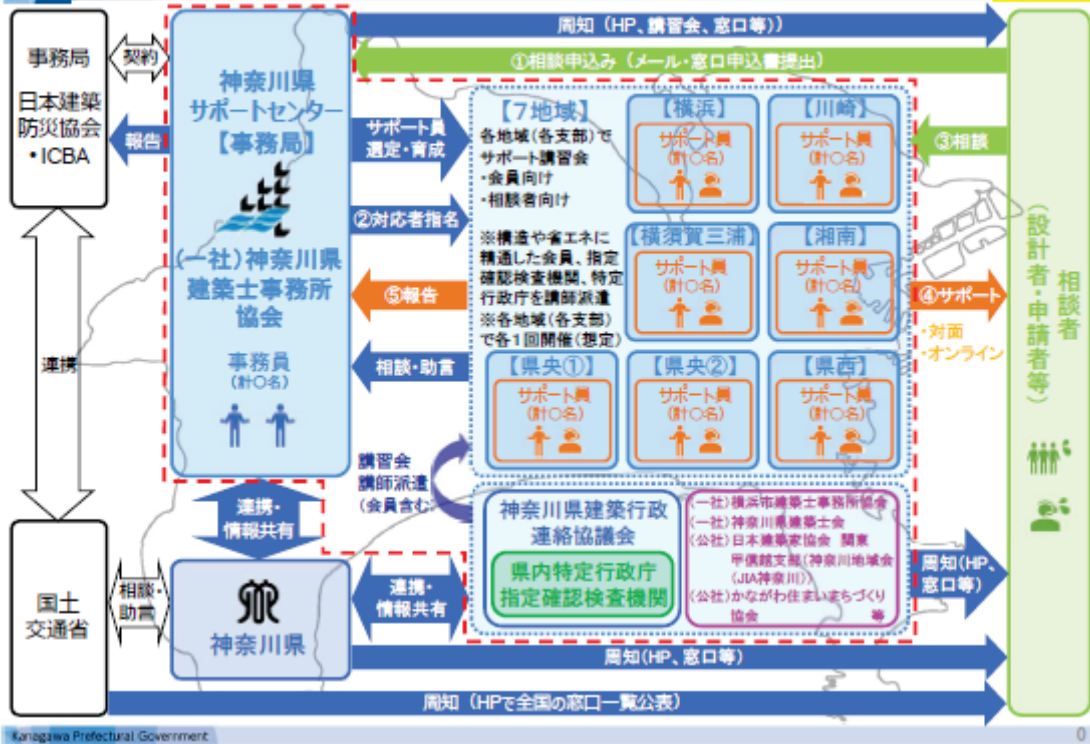 事務局
日本建築
防災協会
・ICBA
契約
報告
連携
国土
交通省
相談・
助言
神奈川県
サポートセンター
【事務局】
(一社)神奈川県
建築士事務所
協会
事務員
(計〇名)
連携・
情報共有
神奈川県
周知(HP、講習会、窓口等))
①相談申込み(メール・窓口申込書提出)
サポート員
選定・育成
②対応者指名
⑤報告
相談・助言
講習会
講師派遣
(会員含む
連携・
情報共有
【7地域】
各地域(各支部)で
サポート講習会
・会員向け
・相談者向け
※構造や省エネに
精通した会員、指定
確認検査機関、特定
行政庁を講師派遣
※各地域(各支部)
で各1回開催(想定)
【横浜】
サポート員
(計〇名)
【川崎】
サポート員
(計〇名)
【横須賀三浦】
サポート員
(計〇名)
【湘南】
サポート員
(計〇名)
【県央①】
サポート員
(計〇名)
【県央②】
サポート員
(計〇名)
【県西】
サポート員
(計〇名)
神奈川県建築行政
連絡協議会
県内特定行政庁
指定確認検査機関
(一社)横浜市建築士事務所協会
(一社)神奈川県建築士会
(公社)日本建築家協会 関東
甲信越支部(神奈川地域会
(JIA神奈川))
(公社)かながわ住まいまちづくり
協会 等
③相談
④サポート
・対面
・オンライン
周知(HP、
窓口等)
相談者
(設計者・申請者等)
周知(HP、窓口等)
周知(HPで全国の窓口一覧公表)
Kanagawa Prefectural Government
0